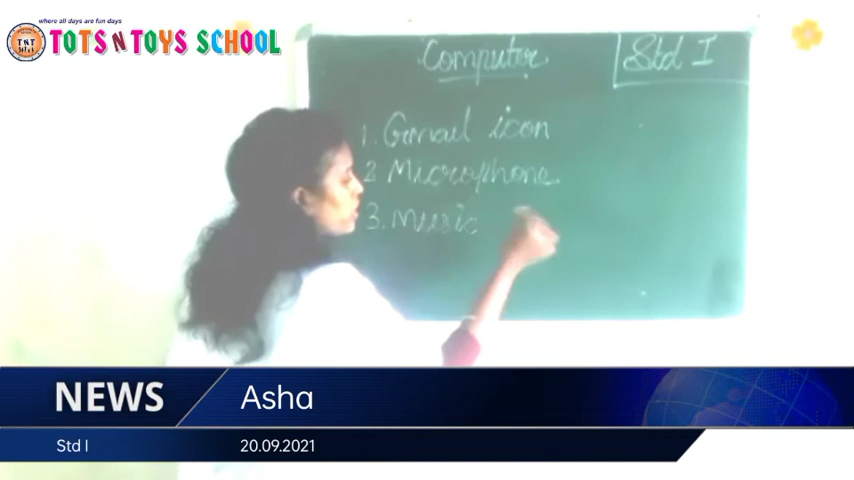 where all days are fun days
TOTS N TOYS SCHOOL
TNT
Computer
Std I
1. Gmail icon
2 Microphone
3. Music
NEWS
Asha
Std I
20.09.2021